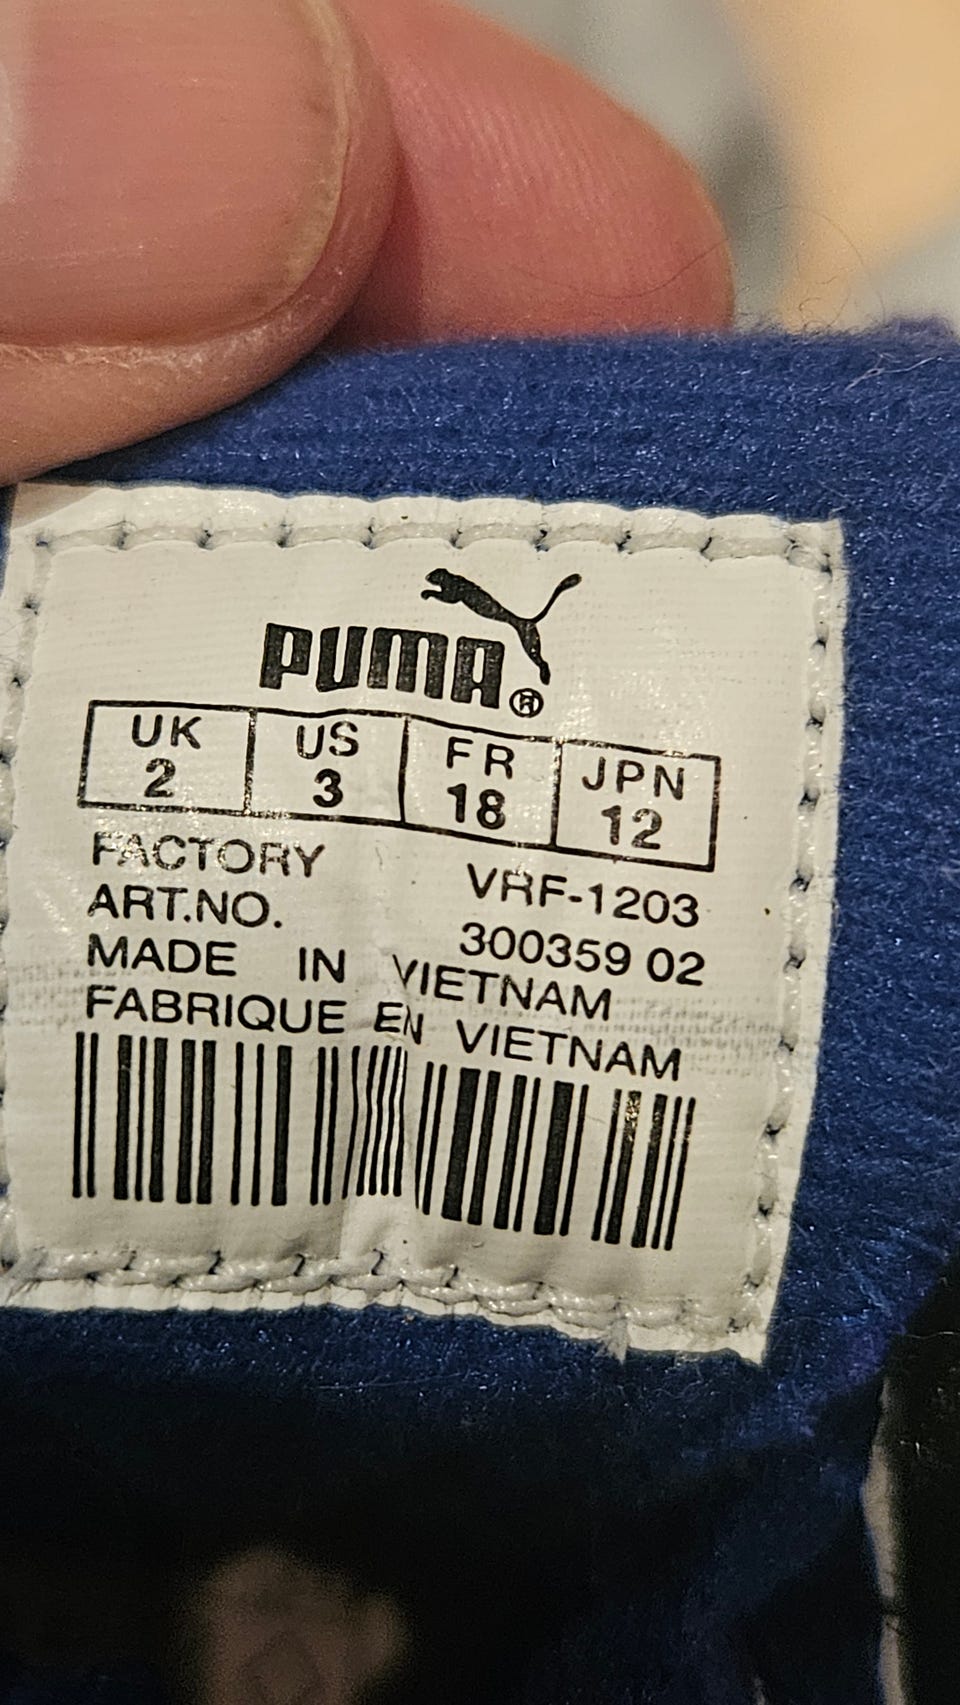 PUMA®
UK US FR JPN
2 3 18 12
FACTORY VRF-1203
ART.NO. 300359 02
MADE IN VIETNAM
FABRIQUE EN VIETNAM